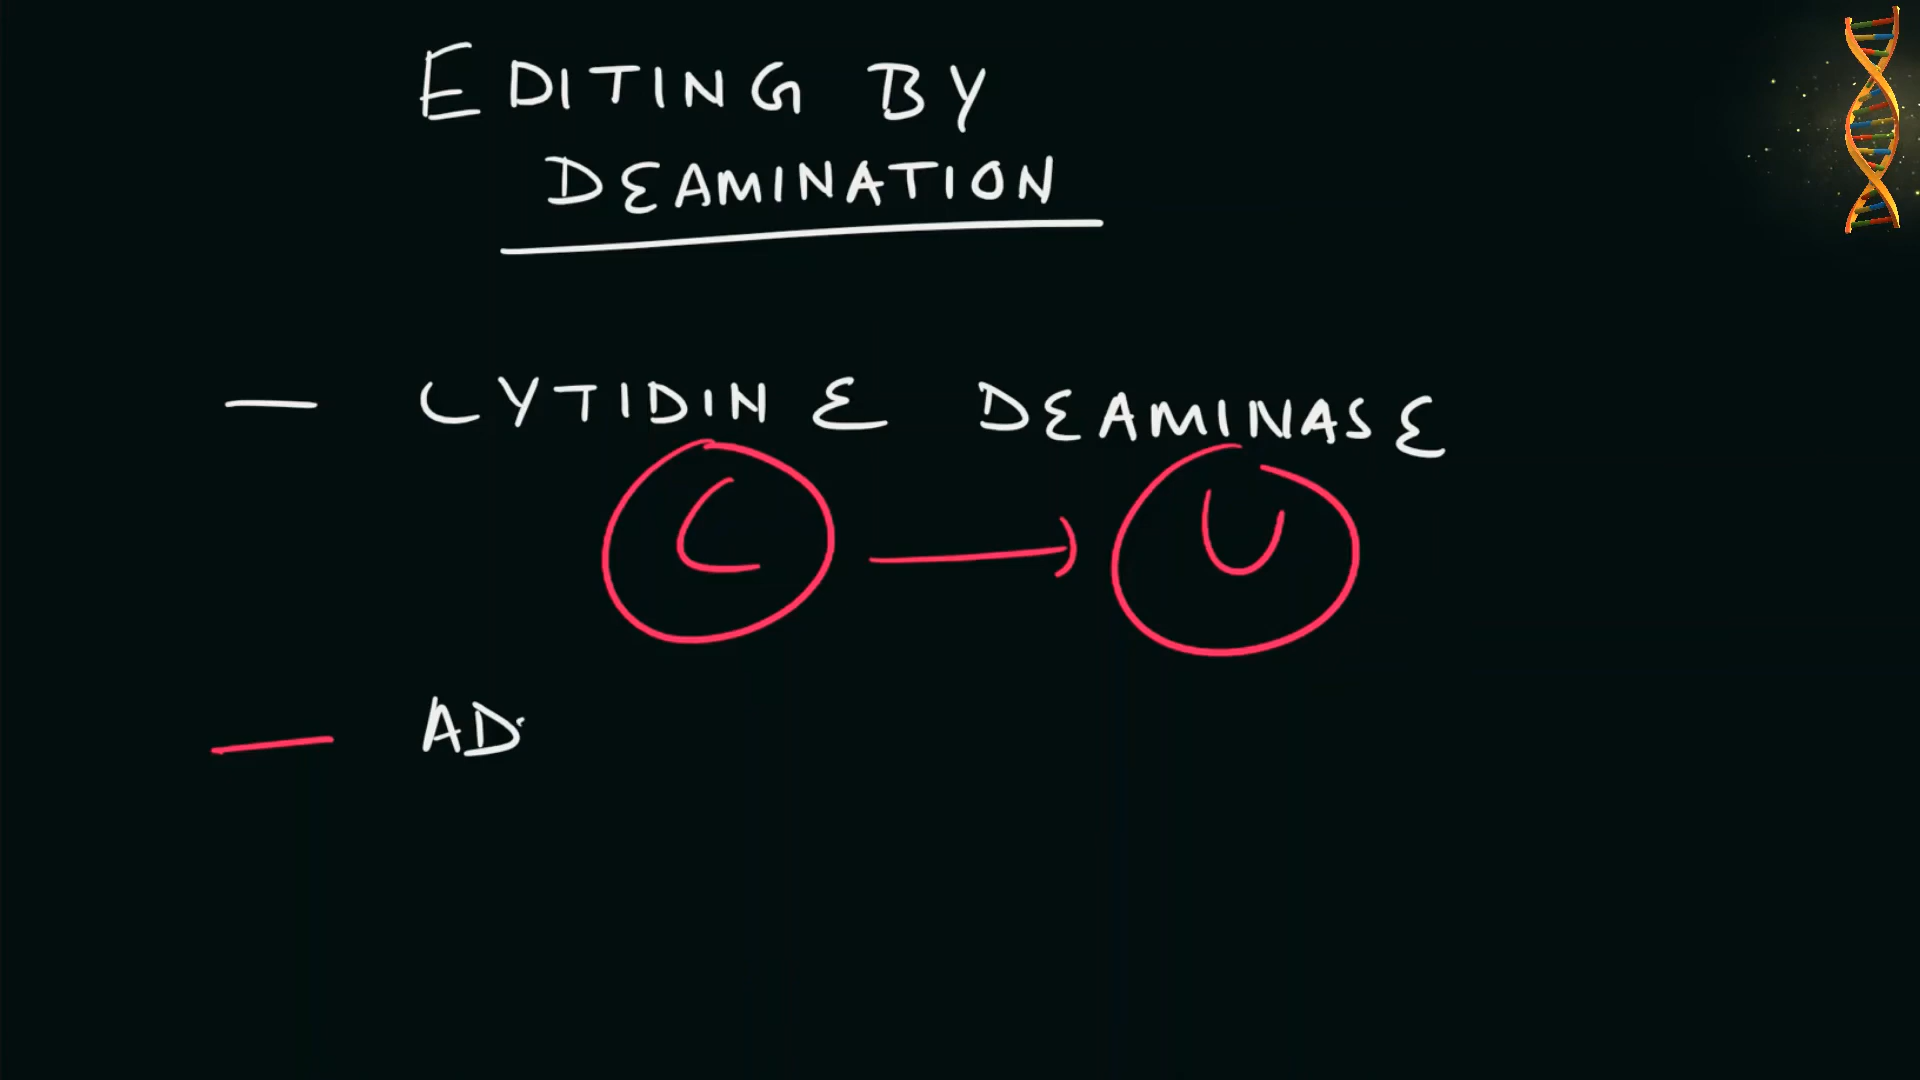 EDITING BY
DEAMINATION
— CYTIDINE DEAMINASE
C → U
— AD